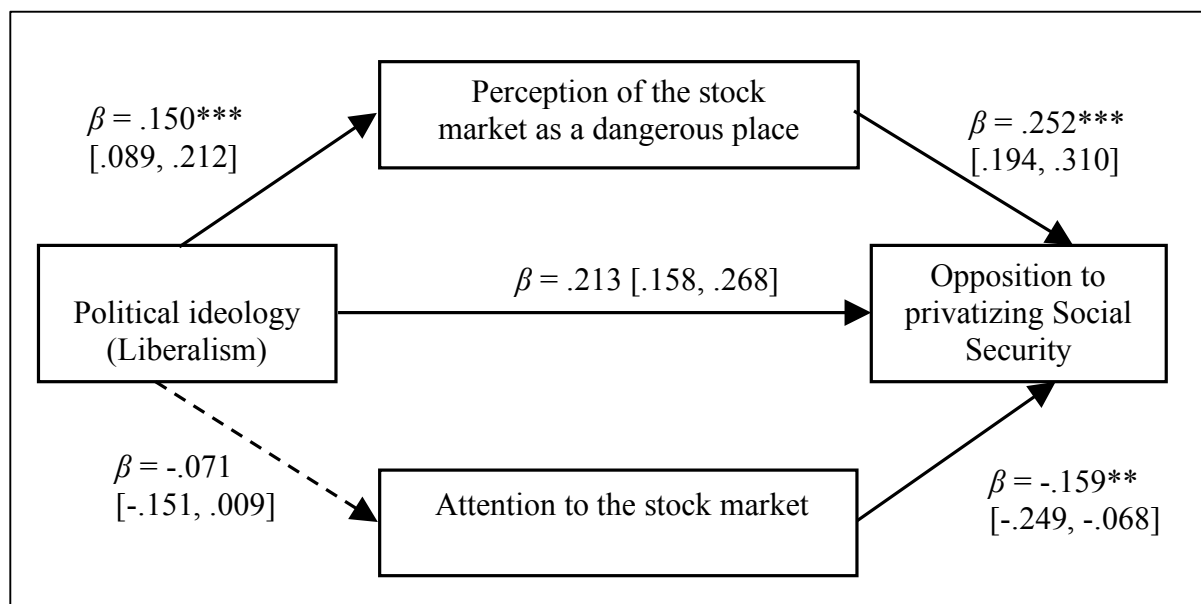 Perception of the stock
market as a dangerous place
β = .150***
[.089, .212]
β = .252***
[.194, .310]
β = .213 [.158, .268]
Political ideology
(Liberalism)
Opposition to
privatizing Social
Security
β = -.071
[-.151, .009]
Attention to the stock market
β = -.159**
[-.249, -.068]